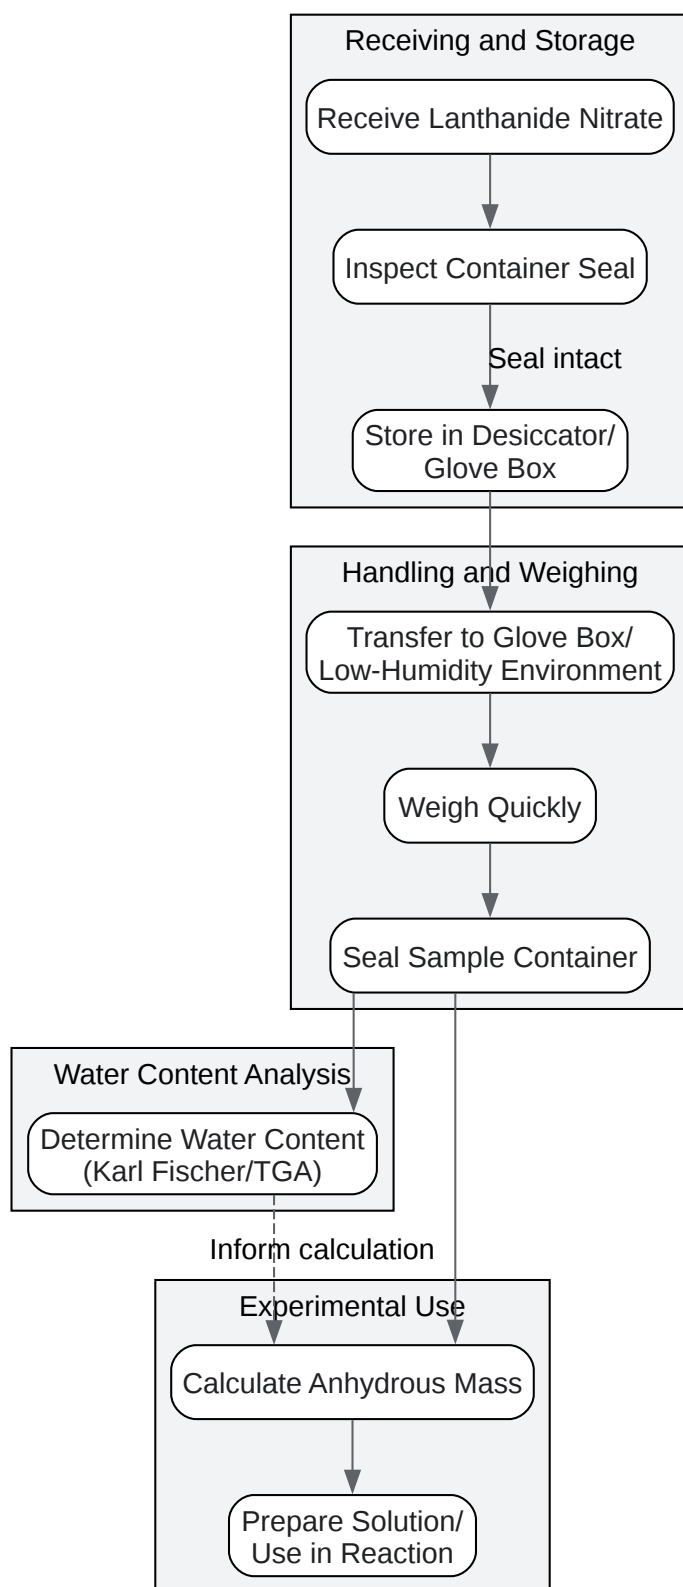 Receiving and Storage
Receive Lanthanide Nitrate
Inspect Container Seal
Seal intact
Store in Desiccator/
Glove Box
Handling and Weighing
Transfer to Glove Box/
Low-Humidity Environment
Weigh Quickly
Seal Sample Container
Water Content Analysis
Determine Water Content
(Karl Fischer/TGA)
Inform calculation
Experimental Use
Calculate Anhydrous Mass
Prepare Solution/
Use in Reaction